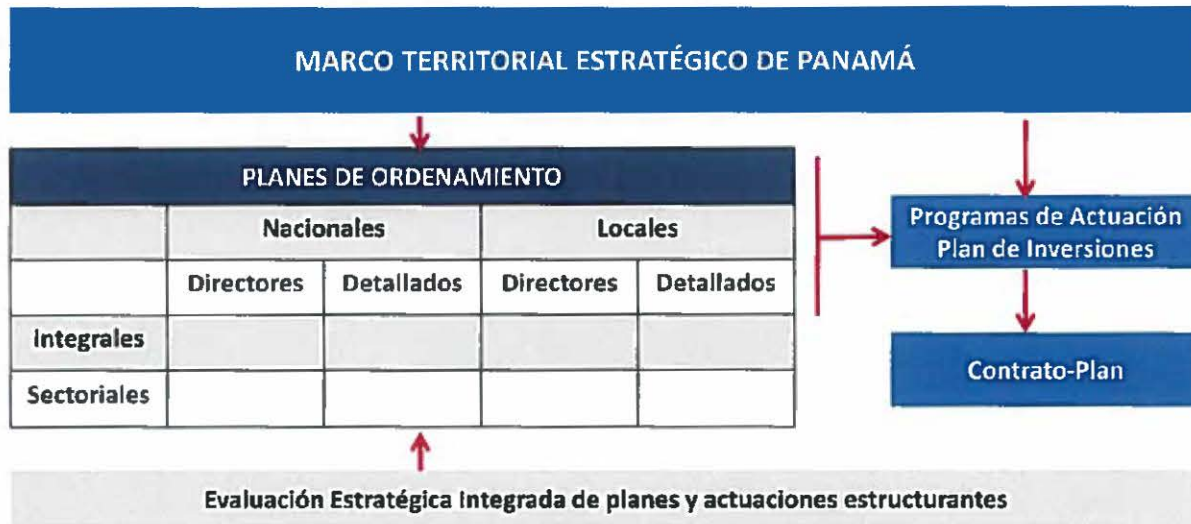 MARCO TERRITORIAL ESTRATÉGICO DE PANAMÁ
PLANES DE ORDENAMIENTO
Nacionales Locales
Directores Detallados Directores Detallados
Integrales
Sectoriales
Programas de Actuación
Plan de Inversiones
Contrato-Plan
Evaluación Estratégica Integrada de planes y actuaciones estructurantes